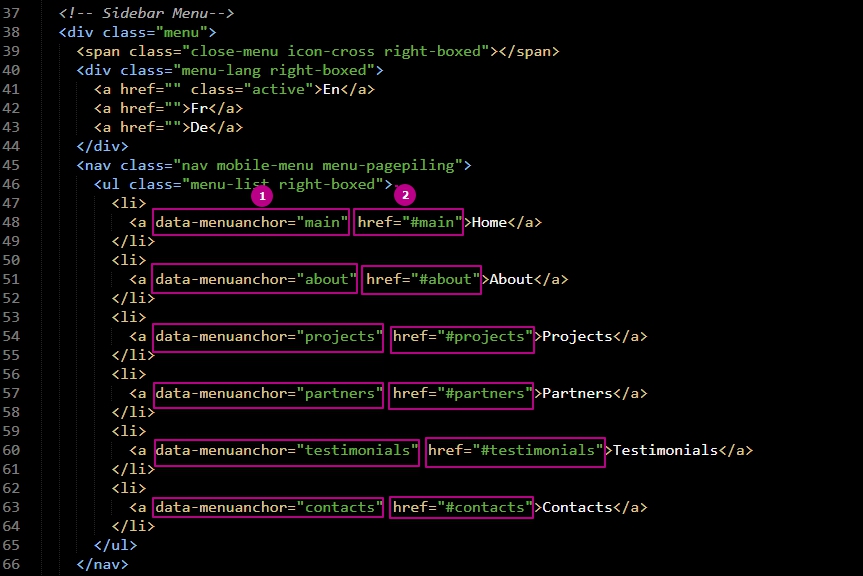 37 <!-- Sidebar Menu-->
38 <div class="menu">
39 <span class="close-menu icon-cross right-boxed"></span>
40 <div class="menu-lang right-boxed">
41 <a href="" class="active">En</a>
42 <a href="">Fr</a>
43 <a href="">De</a>
44 </div>
45 <nav class="nav mobile-menu menu-pagepiling">
46 <ul class="menu-list right-boxed">
1 2
47 <li>
48 <a data-menuanchor="main" href="#main">Home</a>
49 </li>
50 <li>
51 <a data-menuanchor="about" href="#about">About</a>
52 </li>
53 <li>
54 <a data-menuanchor="projects" href="#projects">Projects</a>
55 </li>
56 <li>
57 <a data-menuanchor="partners" href="#partners">Partners</a>
58 </li>
59 <li>
60 <a data-menuanchor="testimonials" href="#testimonials">Testimonials</a>
61 </li>
62 <li>
63 <a data-menuanchor="contacts" href="#contacts">Contacts</a>
64 </li>
65 </ul>
66 </nav>